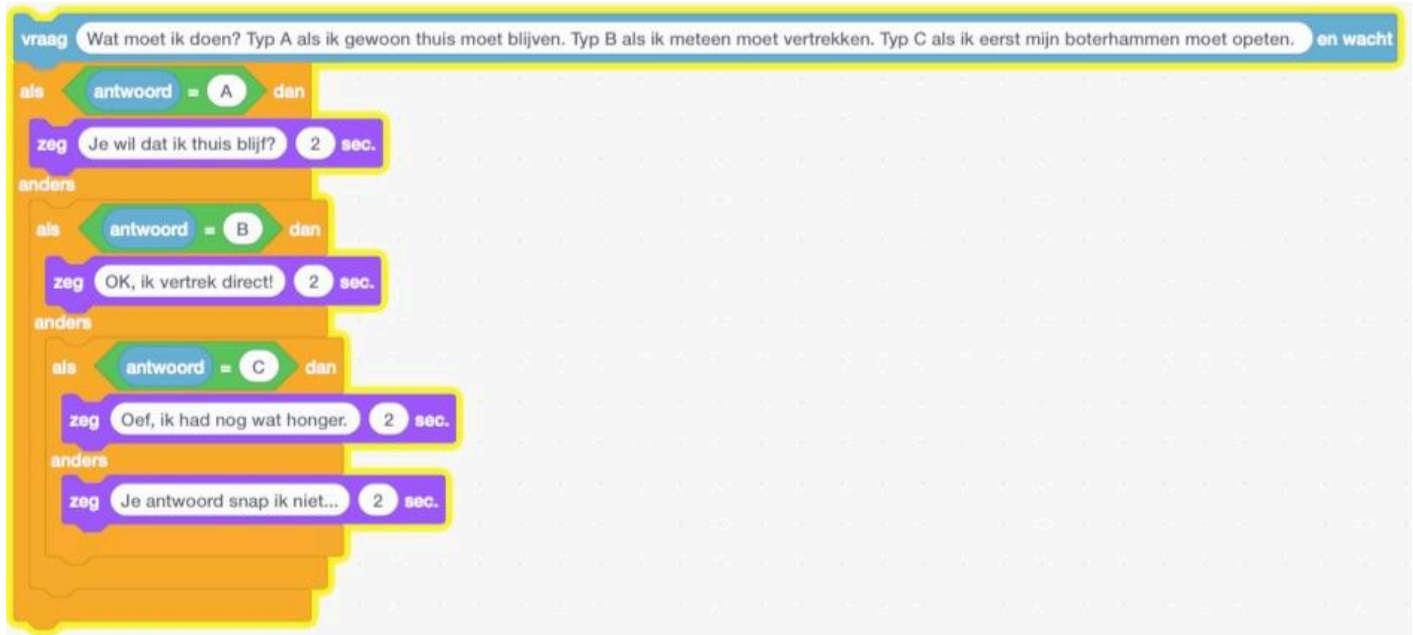 vraag Wat moet ik doen? Typ A als ik gewoon thuis moet blijven. Typ B als ik meteen moet vertrekken. Typ C als ik eerst mijn boterhammen moet opeten. en wacht
als antwoord = A dan
zeg Je wil dat ik thuis blijf? 2 sec.
anders
als antwoord = B dan
zeg OK, ik vertrek direct! 2 sec.
anders
als antwoord = C dan
zeg Oef, ik had nog wat honger. 2 sec.
anders
zeg Je antwoord snap ik niet... 2 sec.